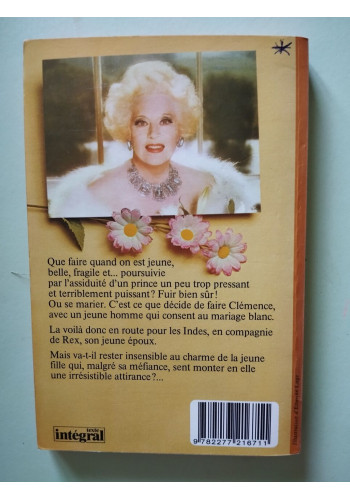 Que faire quand on est jeune,
belle, fragile et... poursuivie
par l'assiduité d'un prince un peu trop pressant
et terriblement puissant? Fuir bien sûr!
Ou se marier. C'est ce que décide de faire Clémence,
avec un jeune homme qui consent au mariage blanc.
La voilà donc en route pour les Indes, en compagnie
de Rex, son jeune époux.
Mais va-t-il rester insensible au charme de la jeune
fille qui, malgré sa méfiance, sent monter en elle
une irrésistible attirance?...
texte
intégral
9 782277 216711